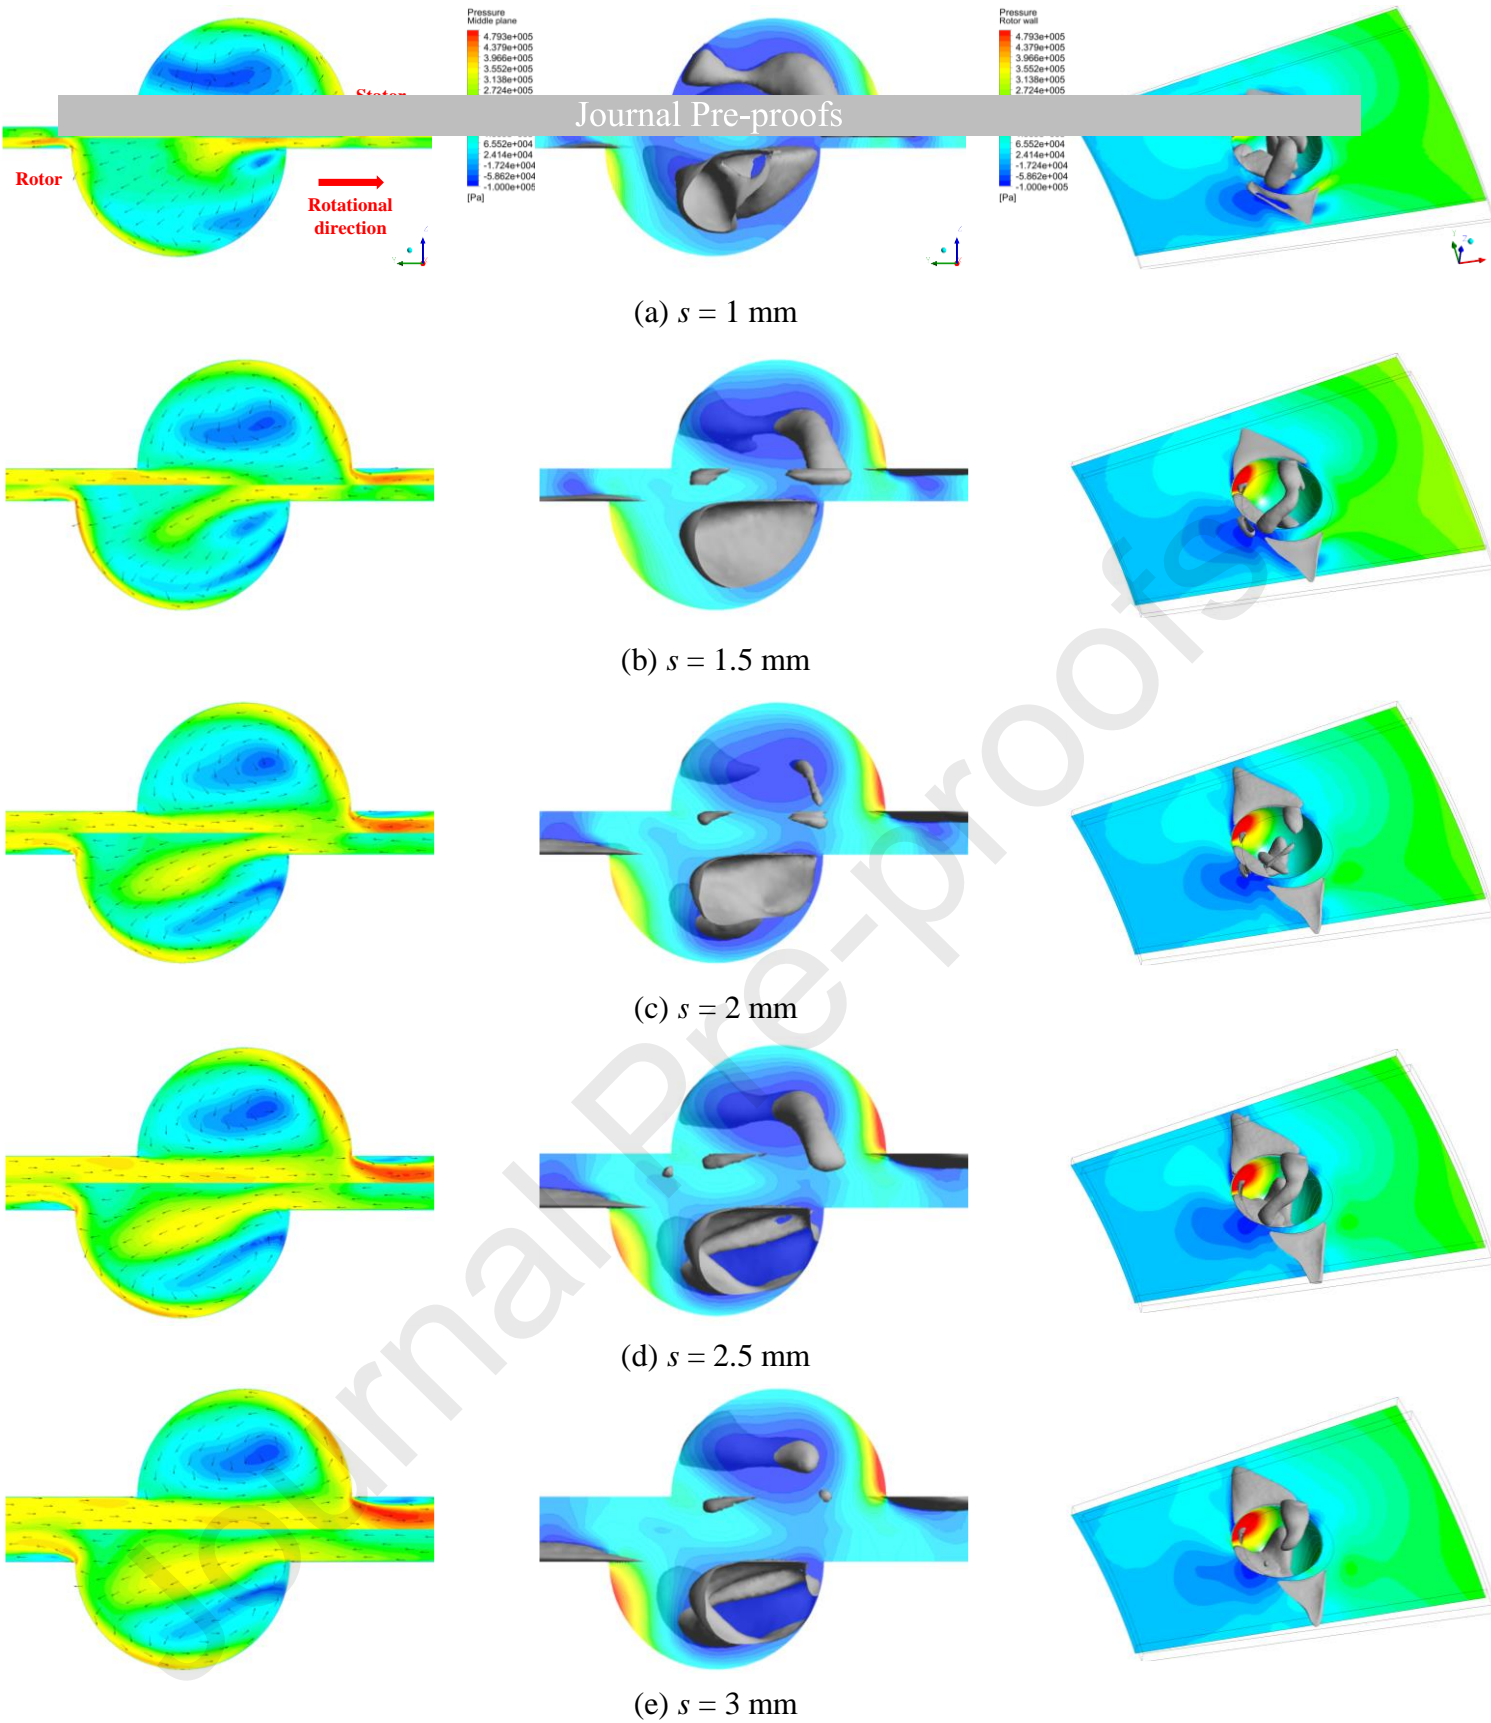 Pressure
Middle plane
4.793e+005
4.379e+005
3.966e+005
3.552e+005
3.138e+005
2.724e+005
6.552e+004
2.414e+004
-1.724e+004
-5.862e+004
-1.000e+005
[Pa]
Pressure
Rotor wall
4.793e+005
4.379e+005
3.966e+005
3.552e+005
3.138e+005
2.724e+005
6.552e+004
2.414e+004
-1.724e+004
-5.862e+004
-1.000e+005
[Pa]
Stator
Journal Pre-proofs
Rotor
Rotational
direction
(a) s = 1 mm
(b) s = 1.5 mm
(c) s = 2 mm
(d) s = 2.5 mm
(e) s = 3 mm
Journal Pre-proofs